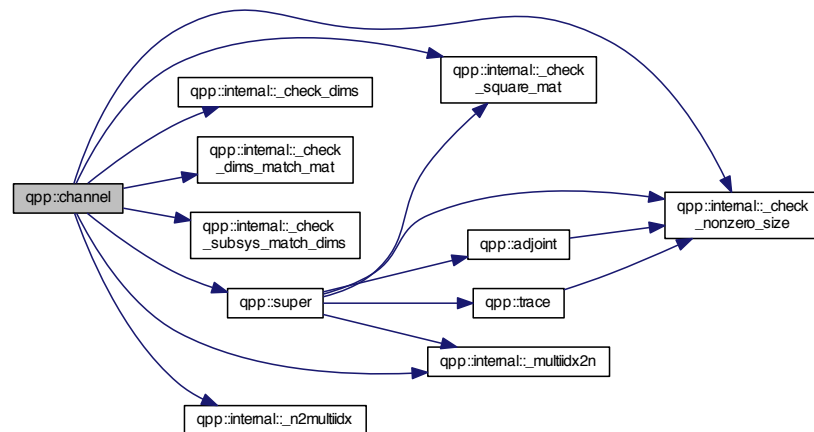 qpp::channel
qpp::internal::_check_dims
qpp::internal::_check
_dims_match_mat
qpp::internal::_check
_subsys_match_dims
qpp::super
qpp::internal::_n2multiidx
qpp::internal::_check
_square_mat
qpp::adjoint
qpp::trace
qpp::internal::_multiidx2n
qpp::internal::_check
_nonzero_size